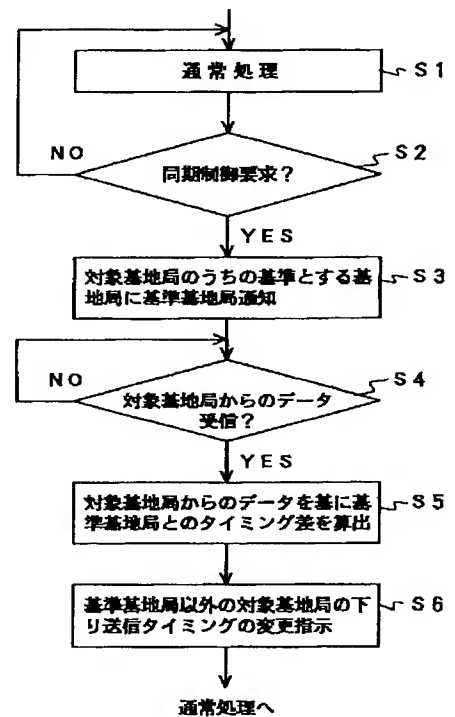 通常処理
S1
同期制御要求?
S2
NO
YES
対象基地局のうちの基準とする基
地局に基準基地局通知
S3
対象基地局からのデータ
受信?
S4
NO
YES
対象基地局からのデータを基に基
準基地局とのタイミング差を算出
S5
基準基地局以外の対象基地局の下
り送信タイミングの変更指示
S6
通常処理へ